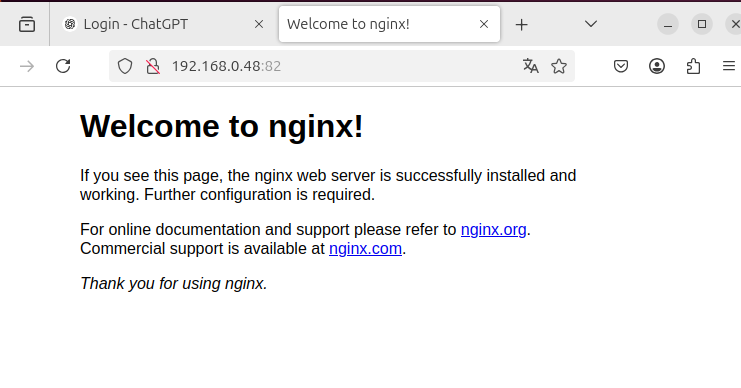 Login - ChatGPT
Welcome to nginx!
192.168.0.48:82
Welcome to nginx!
If you see this page, the nginx web server is successfully installed and
working. Further configuration is required.
For online documentation and support please refer to nginx.org.
Commercial support is available at nginx.com.
Thank you for using nginx.